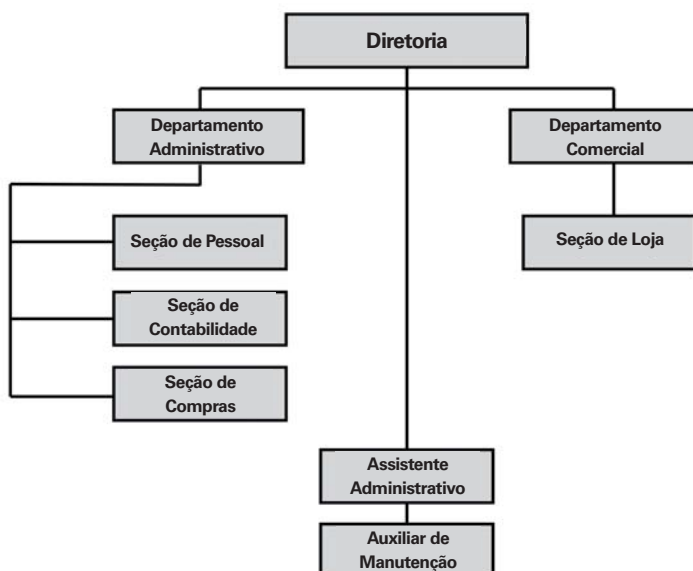 Diretoria
Departamento
Administrativo
Departamento
Comercial
Seção de Pessoal
Seção de Loja
Seção de
Contabilidade
Seção de
Compras
Assistente
Administrativo
Auxiliar de
Manutenção